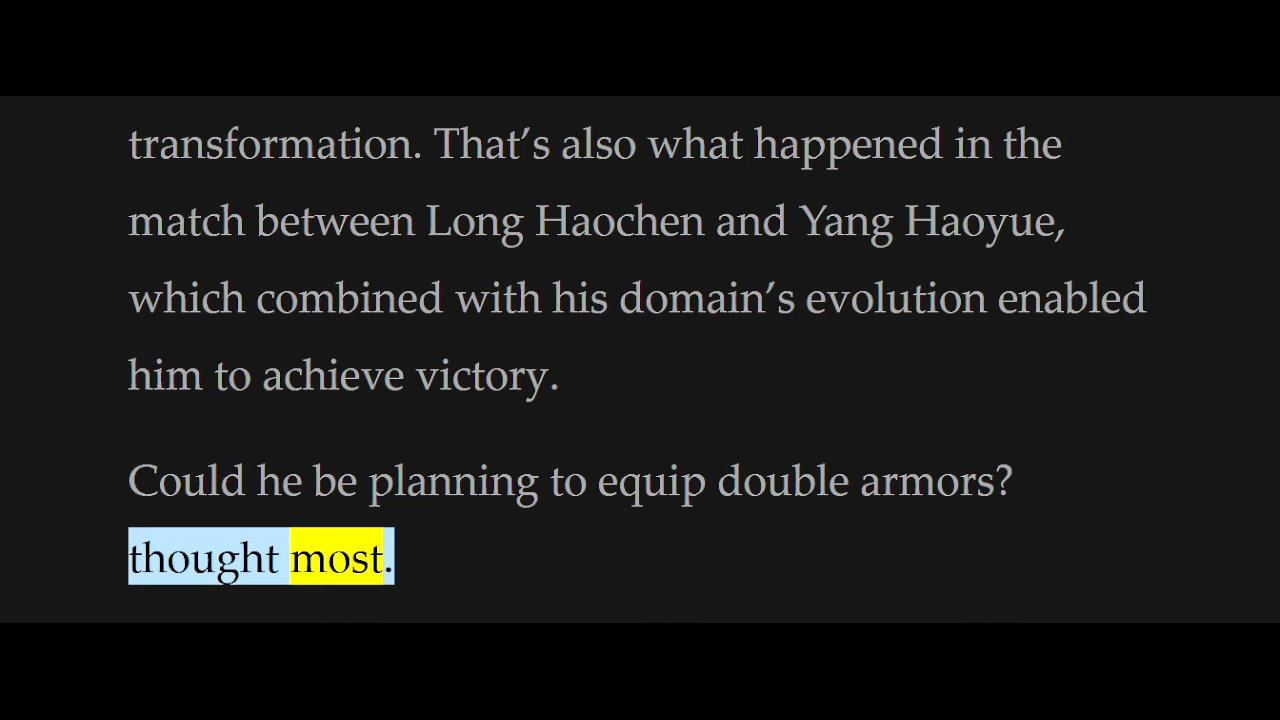 transformation. That’s also what happened in the
match between Long Haochen and Yang Haoyue,
which combined with his domain’s evolution enabled
him to achieve victory.
Could he be planning to equip double armors?
thought most.